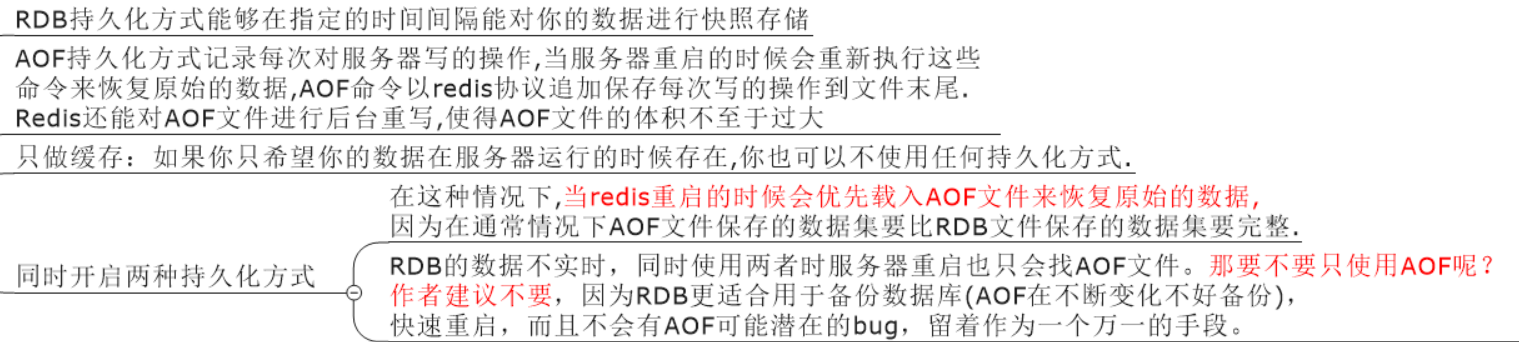 RDB持久化方式能够在指定的时间间隔能对你的数据进行快照存储
AOF持久化方式记录每次对服务器写的操作,当服务器重启的时候会重新执行这些
命令来恢复原始的数据,AOF命令以redis协议追加保存每次写的操作到文件末尾.
Redis还能对AOF文件进行后台重写,使得AOF文件的体积不至于过大
只做缓存：如果你只希望你的数据在服务器运行的时候存在,你也可以不使用任何持久化方式.
同时开启两种持久化方式
在这种情况下,当redis重启的时候会优先载入AOF文件来恢复原始的数据,
因为在通常情况下AOF文件保存的数据集要比RDB文件保存的数据集要完整.
RDB的数据不实时，同时使用两者时服务器重启也只会找AOF文件。那要不要只使用AOF呢？
作者建议不要，因为RDB更适合用于备份数据库(AOF在不断变化不好备份)，
快速重启，而且不会有AOF可能潜在的bug，留着作为一个万一的手段。